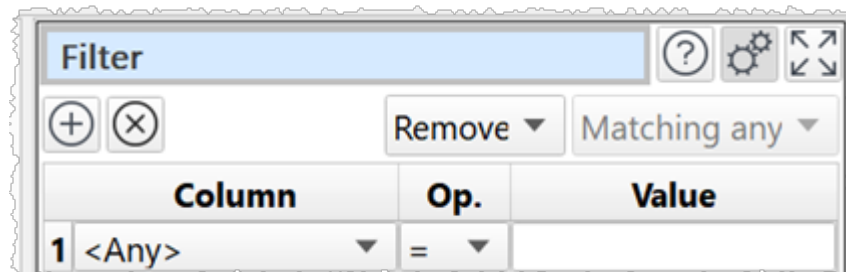 Filter ?
Remove Matching any
Column Op. Value
1 <Any> =